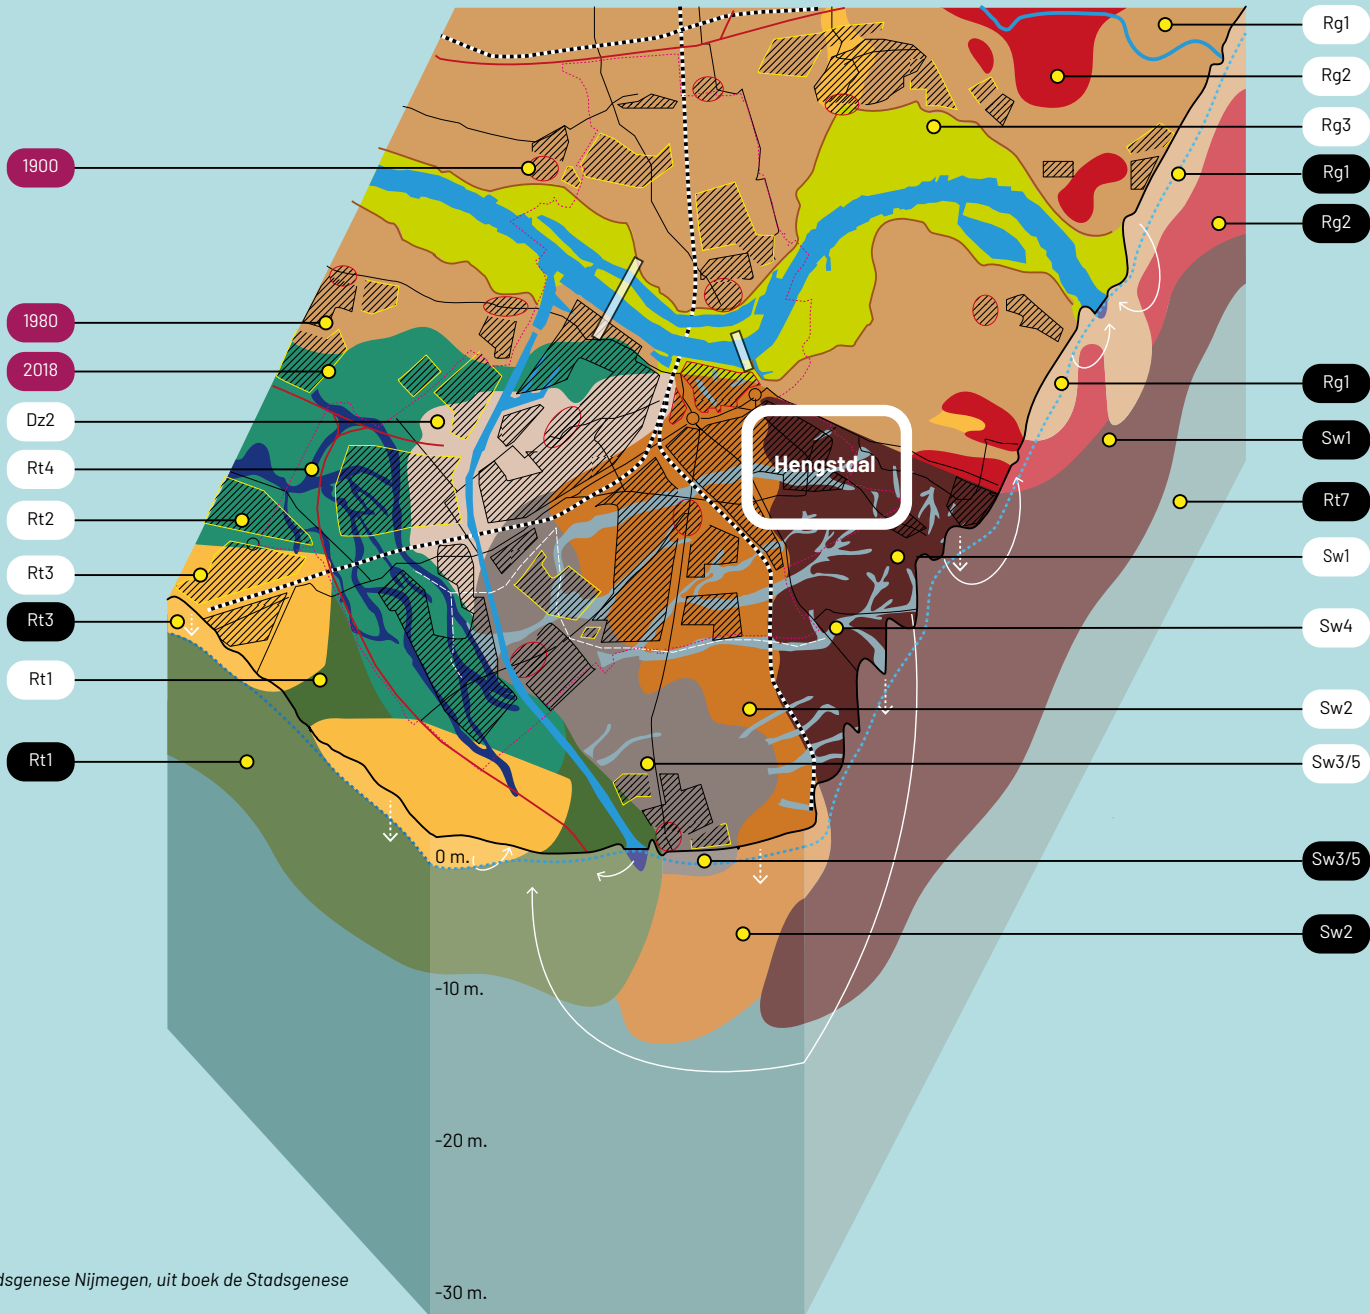 Rg1
Rg2
Rg3
1900
Rg1
Rg2
1980
2018
Rg1
Dz2
Sw1
Hengstdal
Rt4
Rt7
Rt2
Sw1
Rt3
Rt3
Sw4
Rt1
Sw2
Rt1
Sw3/5
0 m.
Sw3/5
Sw2
-10 m.
-20 m.
Nijmegen, uit boek de Stadsgenese
-30 m.